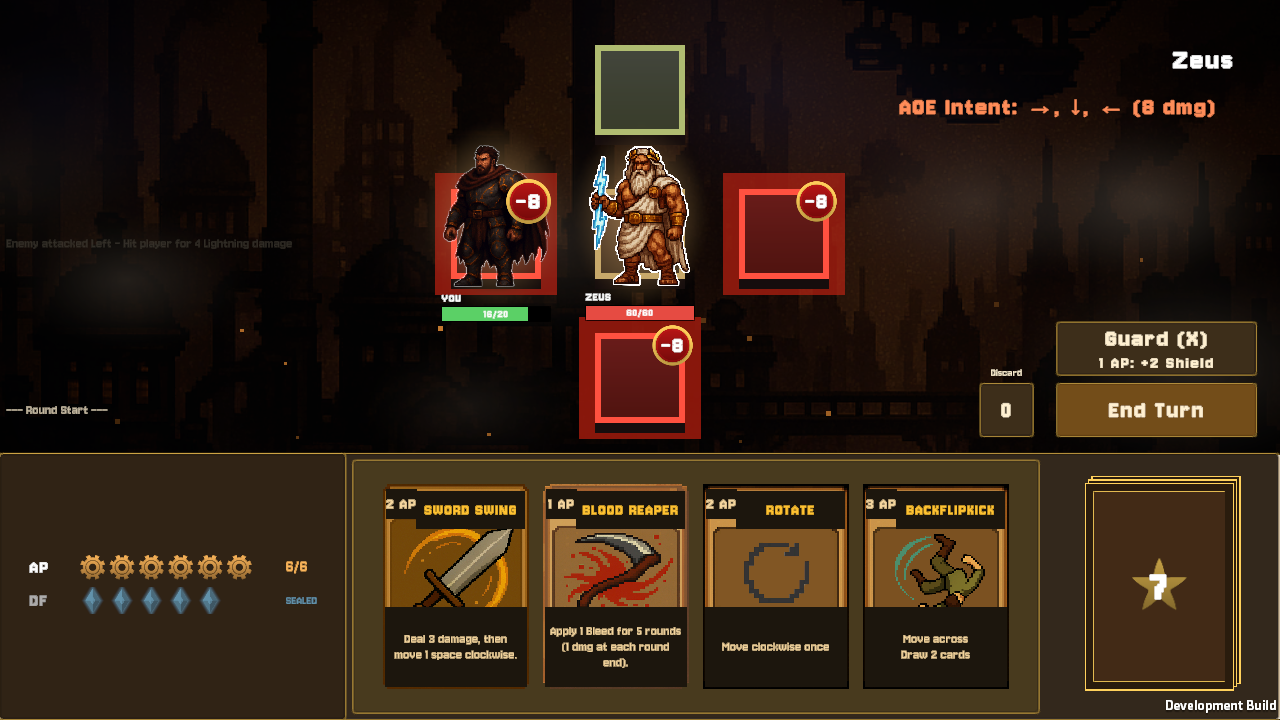 Zeus
AOE Intent: →, ↓, ← (8 dmg)
-8
-8
Enemy attacked Left - Hit player for 4 Lightning damage
YOU
16/20
ZEUS
60/60
-8
--- Round Start ---
Guard (X)
1 AP: +2 Shield
Discard
0
End Turn
AP
6/6
DF
SEALED
2 AP
SWORD SWING
Deal 3 damage, then
move 1 space clockwise.
1 AP
BLOOD REAPER
Apply 1 Bleed for 5 rounds
(1 dmg at each round
end).
2 AP
ROTATE
Move clockwise once
3 AP
BACKFLIPKICK
Move across
Draw 2 cards
7
Development Build